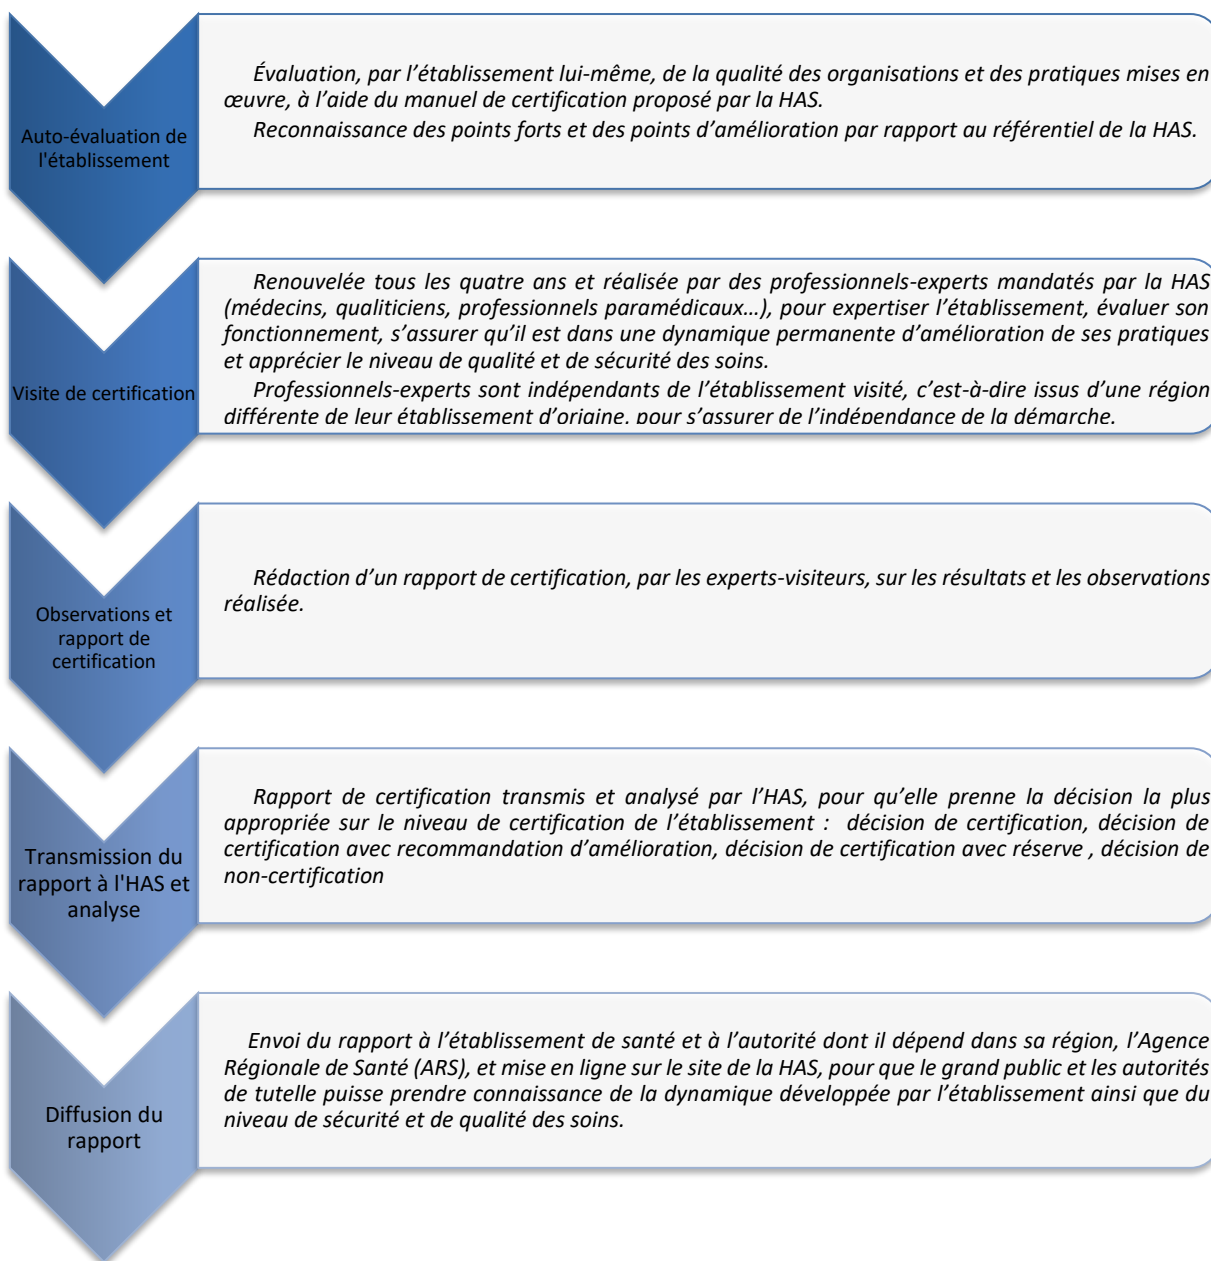 Auto-évaluation de
l'établissement
Évaluation, par l’établissement lui-même, de la qualité des organisations et des pratiques mises en
œuvre, à l’aide du manuel de certification proposé par la HAS.
Reconnaissance des points forts et des points d’amélioration par rapport au référentiel de la HAS.
Visite de certification
Renouvelée tous les quatre ans et réalisée par des professionnels-experts mandatés par la HAS
(médecins, qualiticiens, professionnels paramédicaux…), pour expertiser l’établissement, évaluer son
fonctionnement, s’assurer qu’il est dans une dynamique permanente d’amélioration de ses pratiques
et apprécier le niveau de qualité et de sécurité des soins.
Professionnels-experts sont indépendants de l’établissement visité, c’est-à-dire issus d’une région
différente de leur établissement d’origine, pour s’assurer de l’indépendance de la démarche.
Observations et
rapport de
certification
Rédaction d’un rapport de certification, par les experts-visiteurs, sur les résultats et les observations
réalisée.
Transmission du
rapport à l'HAS et
analyse
Rapport de certification transmis et analysé par l’HAS, pour qu’elle prenne la décision la plus
appropriée sur le niveau de certification de l’établissement : décision de certification, décision de
certification avec recommandation d’amélioration, décision de certification avec réserve , décision de
non-certification
Diffusion du
rapport
Envoi du rapport à l’établissement de santé et à l’autorité dont il dépend dans sa région, l’Agence
Régionale de Santé (ARS), et mise en ligne sur le site de la HAS, pour que le grand public et les autorités
de tutelle puisse prendre connaissance de la dynamique développée par l’établissement ainsi que du
niveau de sécurité et de qualité des soins.